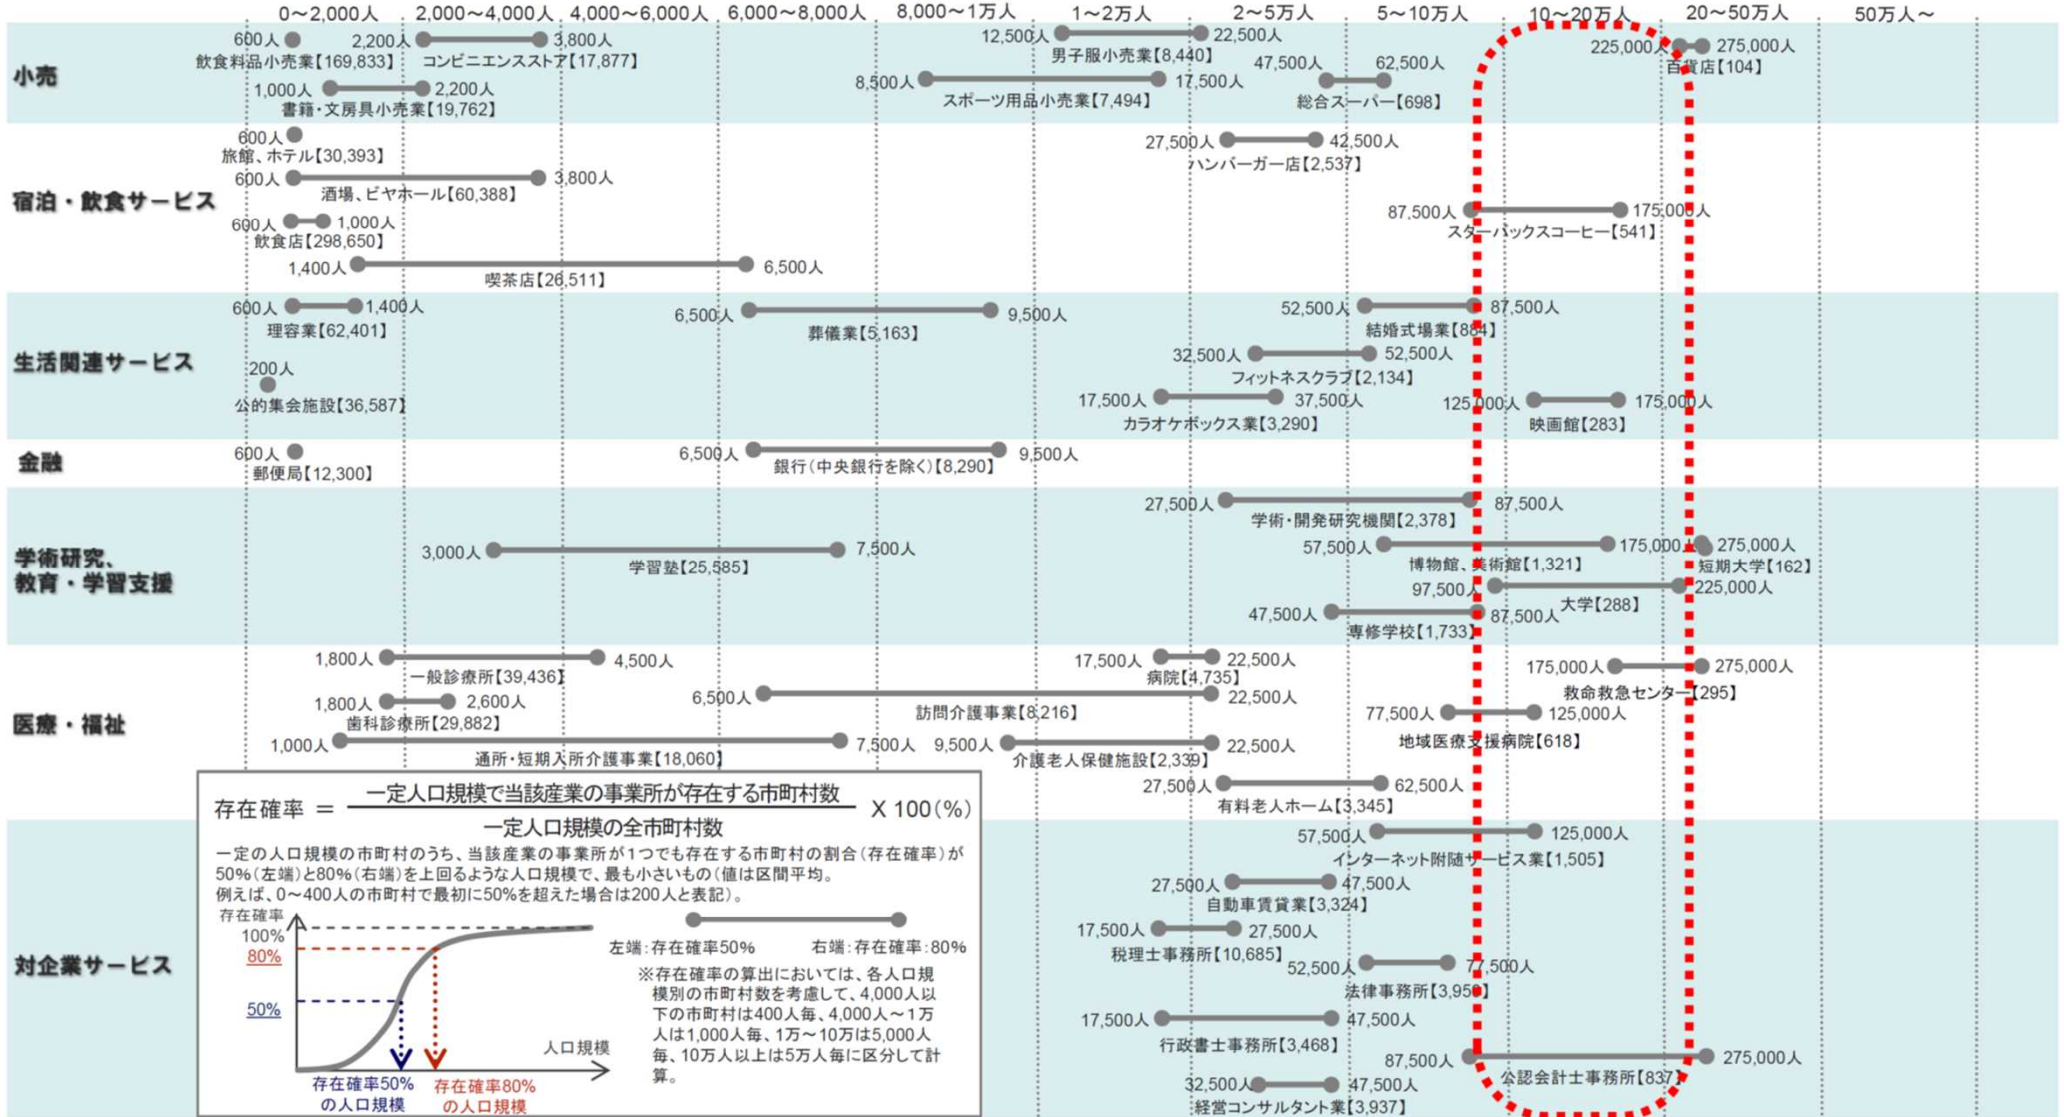 0～2,000人 2,000～4,000人 4,000～6,000人 6,000～8,000人 8,000～1万人 1～2万人 2～5万人 5～10万人 10～20万人 20～50万人 50万人～
小売
600人 2,200人 3,800人 12,500人 22,500人 225,000人 275,000人
飲食料品小売業【169,833】 コンビニエンスストア【17,877】 男子服小売業【8,440】 百貨店【104】
1,000人 2,200人 8,500人 17,500人 47,500人 62,500人
書籍・文房具小売業【19,762】 スポーツ用品小売業【7,494】 総合スーパー【698】
宿泊・飲食サービス
600人 27,500人 42,500人
旅館、ホテル【30,393】 ハンバーガー店【2,537】
600人 3,800人
酒場、ビヤホール【60,388】
600人 1,000人 87,500人 175,000人
飲食店【298,650】 スターバックスコーヒー【541】
1,400人 6,500人
喫茶店【26,511】
生活関連サービス
600人 1,400人 6,500人 9,500人 52,500人 87,500人
理容業【62,401】 葬儀業【5,163】 結婚式場業【884】
200人 32,500人 52,500人
公的集会施設【36,587】 フィットネスクラブ【2,134】
17,500人 37,500人 125,000人 175,000人
カラオケボックス業【3,290】 映画館【283】
金融
600人 6,500人 9,500人
郵便局【12,300】 銀行（中央銀行を除く）【8,290】
学術研究、
教育・学習支援
27,500人 87,500人
学術・開発研究機関【2,378】
3,000人 7,500人 57,500人 175,000人 275,000人
学習塾【25,585】 博物館、美術館【1,321】 短期大学【162】
97,500人 225,000人
大学【288】
47,500人 87,500人
専修学校【1,733】
医療・福祉
1,800人 4,500人 17,500人 22,500人 175,000人 275,000人
一般診療所【39,436】 病院【4,735】 救命救急センター【295】
1,800人 2,600人 6,500人 22,500人 77,500人 125,000人
歯科診療所【29,882】 訪問介護事業【8,216】 地域医療支援病院【618】
1,000人 7,500人 9,500人 22,500人
通所・短期入所介護事業【18,060】 介護老人保健施設【2,339】
27,500人 62,500人
有料老人ホーム【3,345】
対企業サービス
57,500人 125,000人
インターネット附随サービス業【1,505】
27,500人 47,500人
自動車賃貸業【3,324】
17,500人 27,500人
税理士事務所【10,685】
52,500人 77,500人
法律事務所
17,500人 47,500人
行政書士事務所【3,468】
87,500人 275,000人
公認会計士事務所【837】
32,500人 47,500人
経営コンサルタント業【3,937】
存在確率 ＝ 一定人口規模で当該産業の事業所が存在する市町村数 X 100（%）
一定人口規模の全市町村数
一定の人口規模の市町村のうち、当該産業の事業所が1つでも存在する市町村の割合（存在確率）が
50%（左端）と80%（右端）を上回るような人口規模で、最も小さいもの（値は区間平均。
例えば、0～400人の市町村で最初に50%を超えた場合は200人と表記）。
存在確率
100%
80%
50%
人口規模
存在確率50%
の人口規模
存在確率80%
の人口規模
左端：存在確率50% 右端：存在確率：80%
※存在確率の算出においては、各人口規
模別の市町村数を考慮して、4,000人以
下の市町村は400人毎、4,000人～1万
人は1,000人毎、1万～10万は5,000人
毎、10万人以上は5万人毎に区分して計
算。